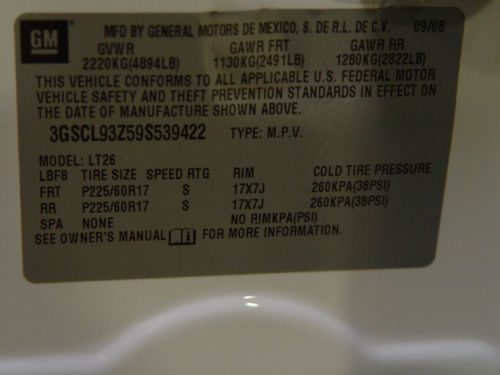 GM
MFD BY GENERAL MOTORS DE MEXICO, S. DE R.L. DE C.V. 09/08
GVWR GAWR FRT GAWR RR
2220KG(4894LB) 1130KG(2491LB) 1280KG(2822LB)
THIS VEHICLE CONFORMS TO ALL APPLICABLE U.S. FEDERAL MOTOR
VEHICLE SAFETY AND THEFT PREVENTION STANDARDS IN EFFECT ON
THE DATE OF MANUFACTURE SHOWN ABOVE.
3GSCL93Z59S539422 TYPE: M.P.V.
MODEL: LT26
LBF8 TIRE SIZE SPEED RTG RIM COLD TIRE PRESSURE
FRT P225/60R17 S 17X7J 260KPA(38PSI)
RR P225/60R17 S 17X7J 260KPA(38PSI)
SPA NONE NO RIMKPA(PSI)
SEE OWNER'S MANUAL i FOR MORE INFORMATION.